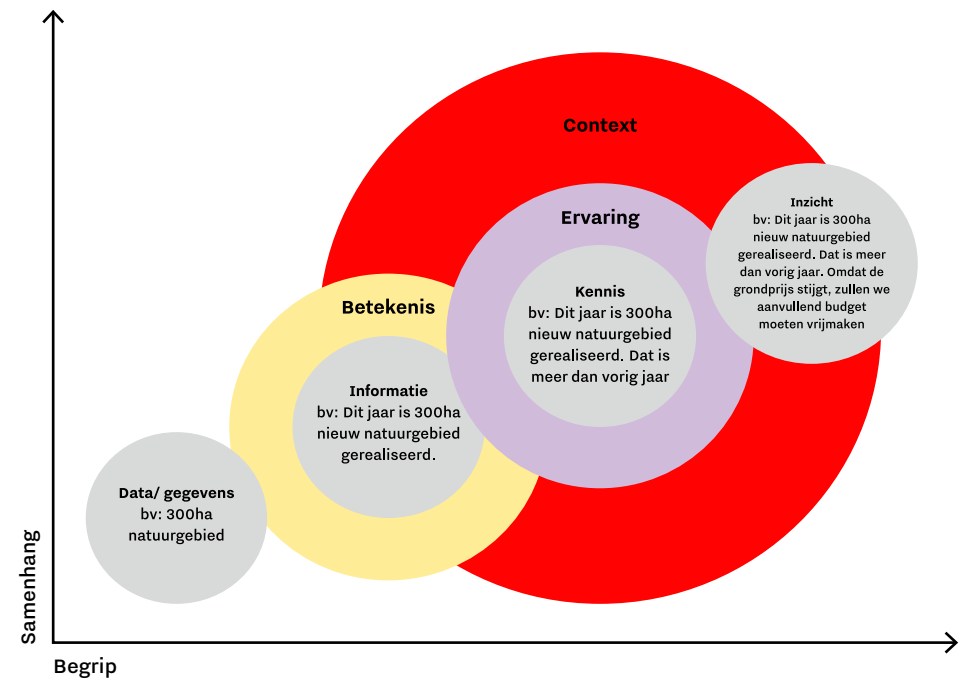 Context
Inzicht
bv: Dit jaar is 300ha
nieuw natuurgebied
gerealiseerd. Dat is meer
dan vorig jaar. Omdat de
grondprijs stijgt, zullen we
aanvullend budget
moeten vrijmaken
Ervaring
Kennis
bv: Dit jaar is 300ha
nieuw natuurgebied
gerealiseerd. Dat is
meer dan vorig jaar
Betekenis
Informatie
bv: Dit jaar is 300ha
nieuw natuurgebied
gerealiseerd.
Data/ gegevens
bv: 300ha
natuurgebied
Samenhang
Begrip